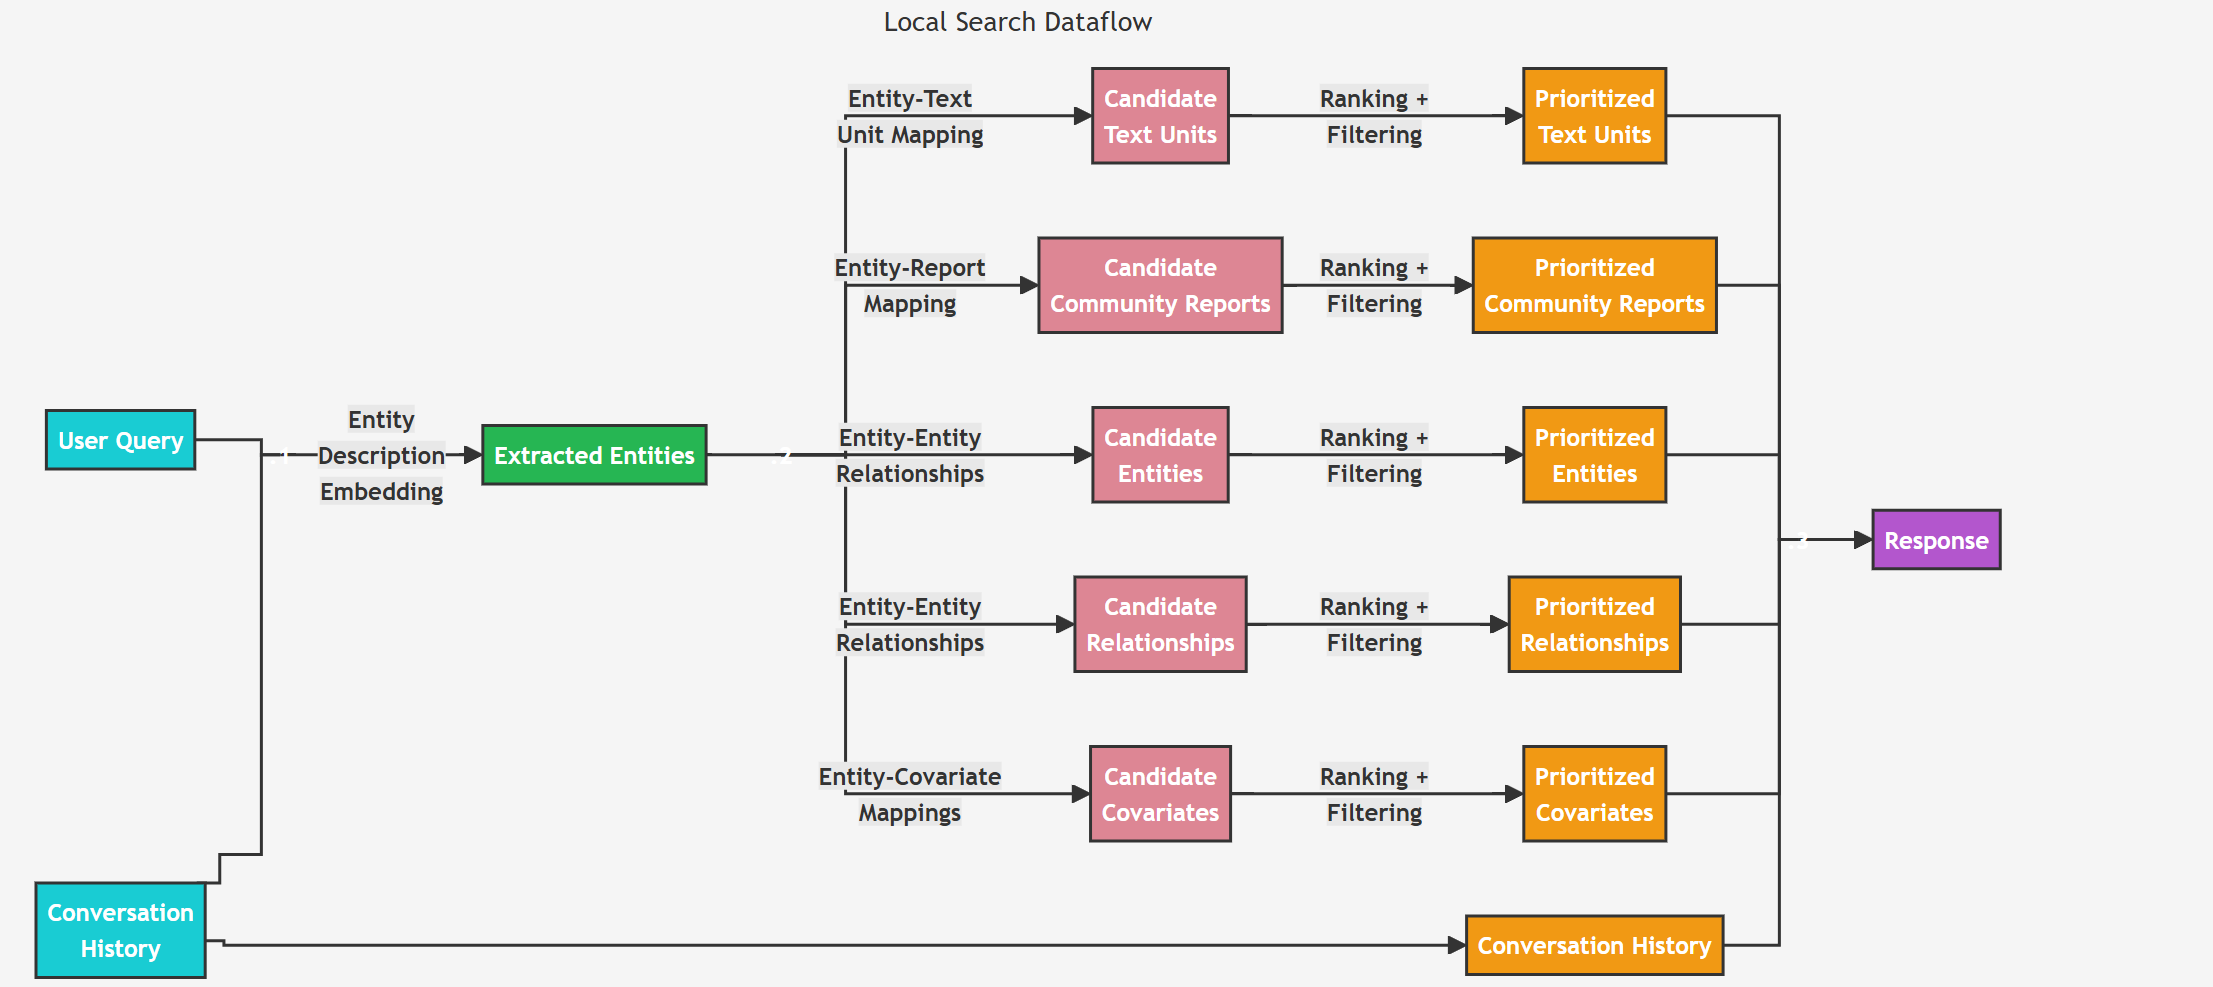 Local Search Dataflow
Entity-Text
Unit Mapping
Candidate
Text Units
Ranking +
Filtering
Prioritized
Text Units
Entity-Report
Mapping
Candidate
Community Reports
Ranking +
Filtering
Prioritized
Community Reports
User Query
.1
Entity
Description
Embedding
Extracted Entities
.2
Entity-Entity
Relationships
Candidate
Entities
Ranking +
Filtering
Prioritized
Entities
.3
Response
Entity-Entity
Relationships
Candidate
Relationships
Ranking +
Filtering
Prioritized
Relationships
Entity-Covariate
Mappings
Candidate
Covariates
Ranking +
Filtering
Prioritized
Covariates
Conversation
History
Conversation History